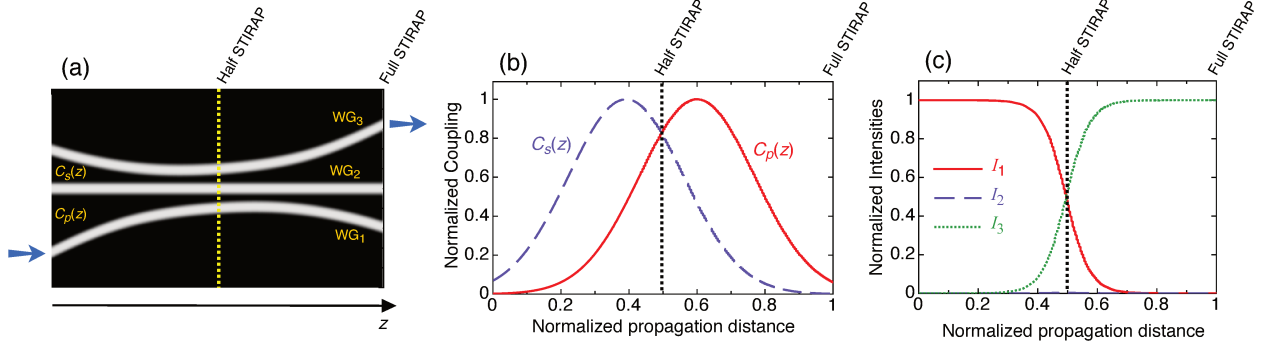 (a)
Half STIRAP
Full STIRAP
WG3
Cs(z)
WG2
Cp(z)
WG1
z
(b)
Half STIRAP
Full STIRAP
Normalized Coupling
1
0.8
0.6
0.4
0.2
0
Cs(z)
Cp(z)
0 0.2 0.4 0.6 0.8 1
Normalized propagation distance
(c)
Half STIRAP
Full STIRAP
Normalized Intensities
1
0.8
0.6
0.4
0.2
0
I1
I2
I3
0 0.2 0.4 0.6 0.8 1
Normalized propagation distance